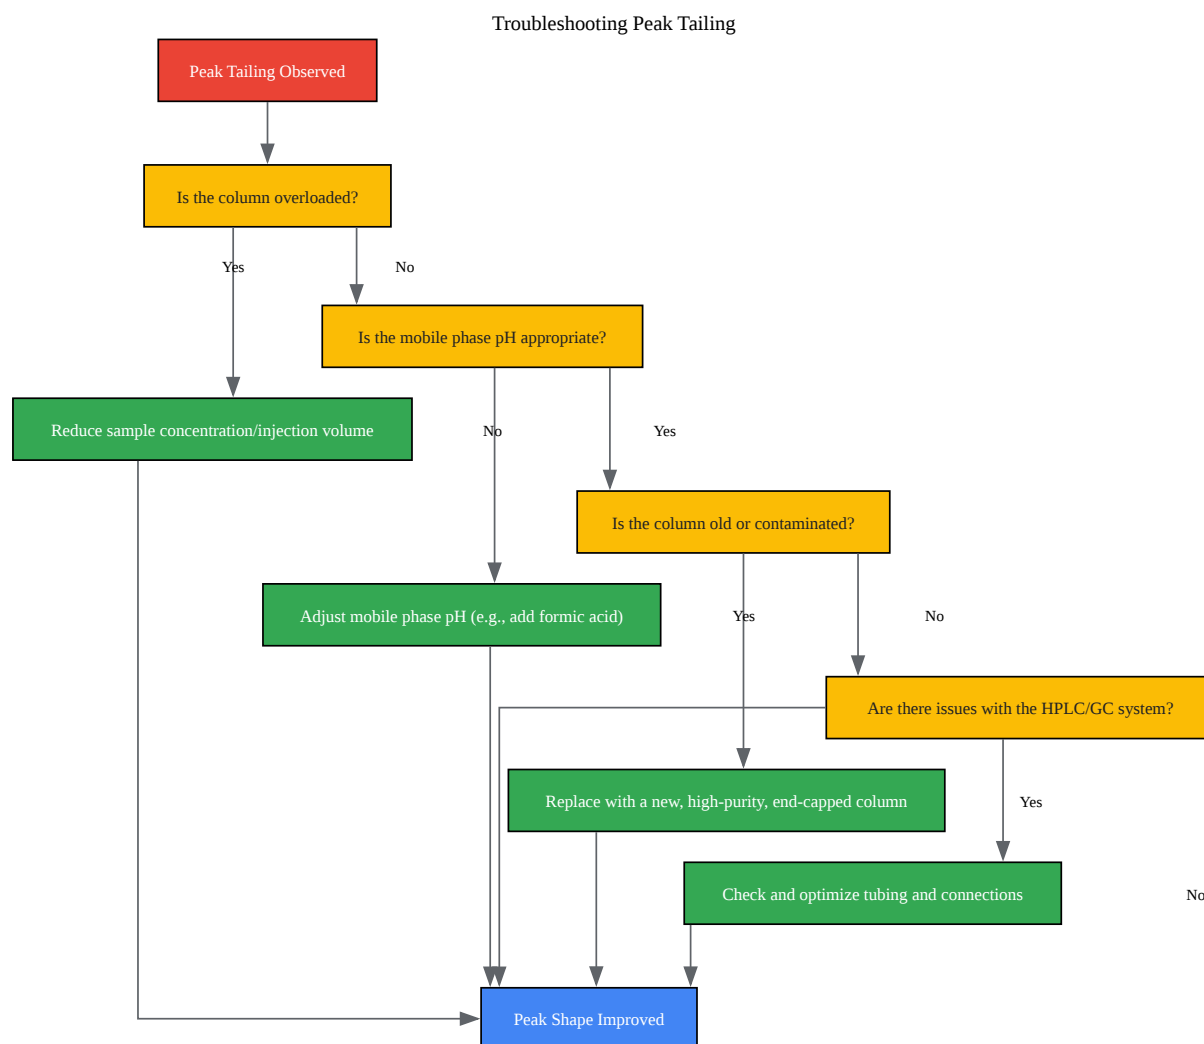 Troubleshooting Peak Tailing
Peak Tailing Observed
Is the column overloaded?
Yes
No
Is the mobile phase pH appropriate?
Reduce sample concentration/injection volume
No
Yes
Is the column old or contaminated?
Adjust mobile phase pH (e.g., add formic acid)
Yes
No
Are there issues with the HPLC/GC system?
Replace with a new, high-purity, end-capped column
Yes
Check and optimize tubing and connections
No
Peak Shape Improved